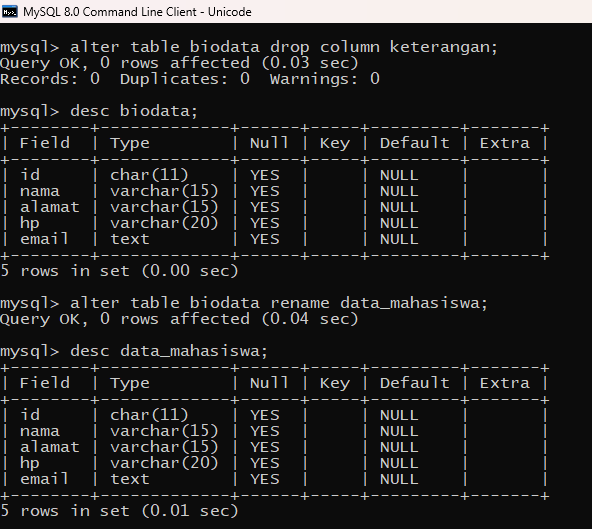 MySQL 8.0 Command Line Client - Unicode
mysql> alter table biodata drop column keterangan;
Query OK, 0 rows affected (0.03 sec)
Records: 0  Duplicates: 0  Warnings: 0
mysql> desc biodata;
+---------+-------------+------+-----+---------+-------+
| Field   | Type        | Null | Key | Default | Extra |
+---------+-------------+------+-----+---------+-------+
| id      | char(11)    | YES  |     | NULL    |       |
| nama    | varchar(15) | YES  |     | NULL    |       |
| alamat  | varchar(15) | YES  |     | NULL    |       |
| hp      | varchar(20) | YES  |     | NULL    |       |
| email   | text        | YES  |     | NULL    |       |
+---------+-------------+------+-----+---------+-------+
5 rows in set (0.00 sec)
mysql> alter table biodata rename data_mahasiswa;
Query OK, 0 rows affected (0.04 sec)
mysql> desc data_mahasiswa;
+---------+-------------+------+-----+---------+-------+
| Field   | Type        | Null | Key | Default | Extra |
+---------+-------------+------+-----+---------+-------+
| id      | char(11)    | YES  |     | NULL    |       |
| nama    | varchar(15) | YES  |     | NULL    |       |
| alamat  | varchar(15) | YES  |     | NULL    |       |
| hp      | varchar(20) | YES  |     | NULL    |       |
| email   | text        | YES  |     | NULL    |       |
+---------+-------------+------+-----+---------+-------+
5 rows in set (0.01 sec)